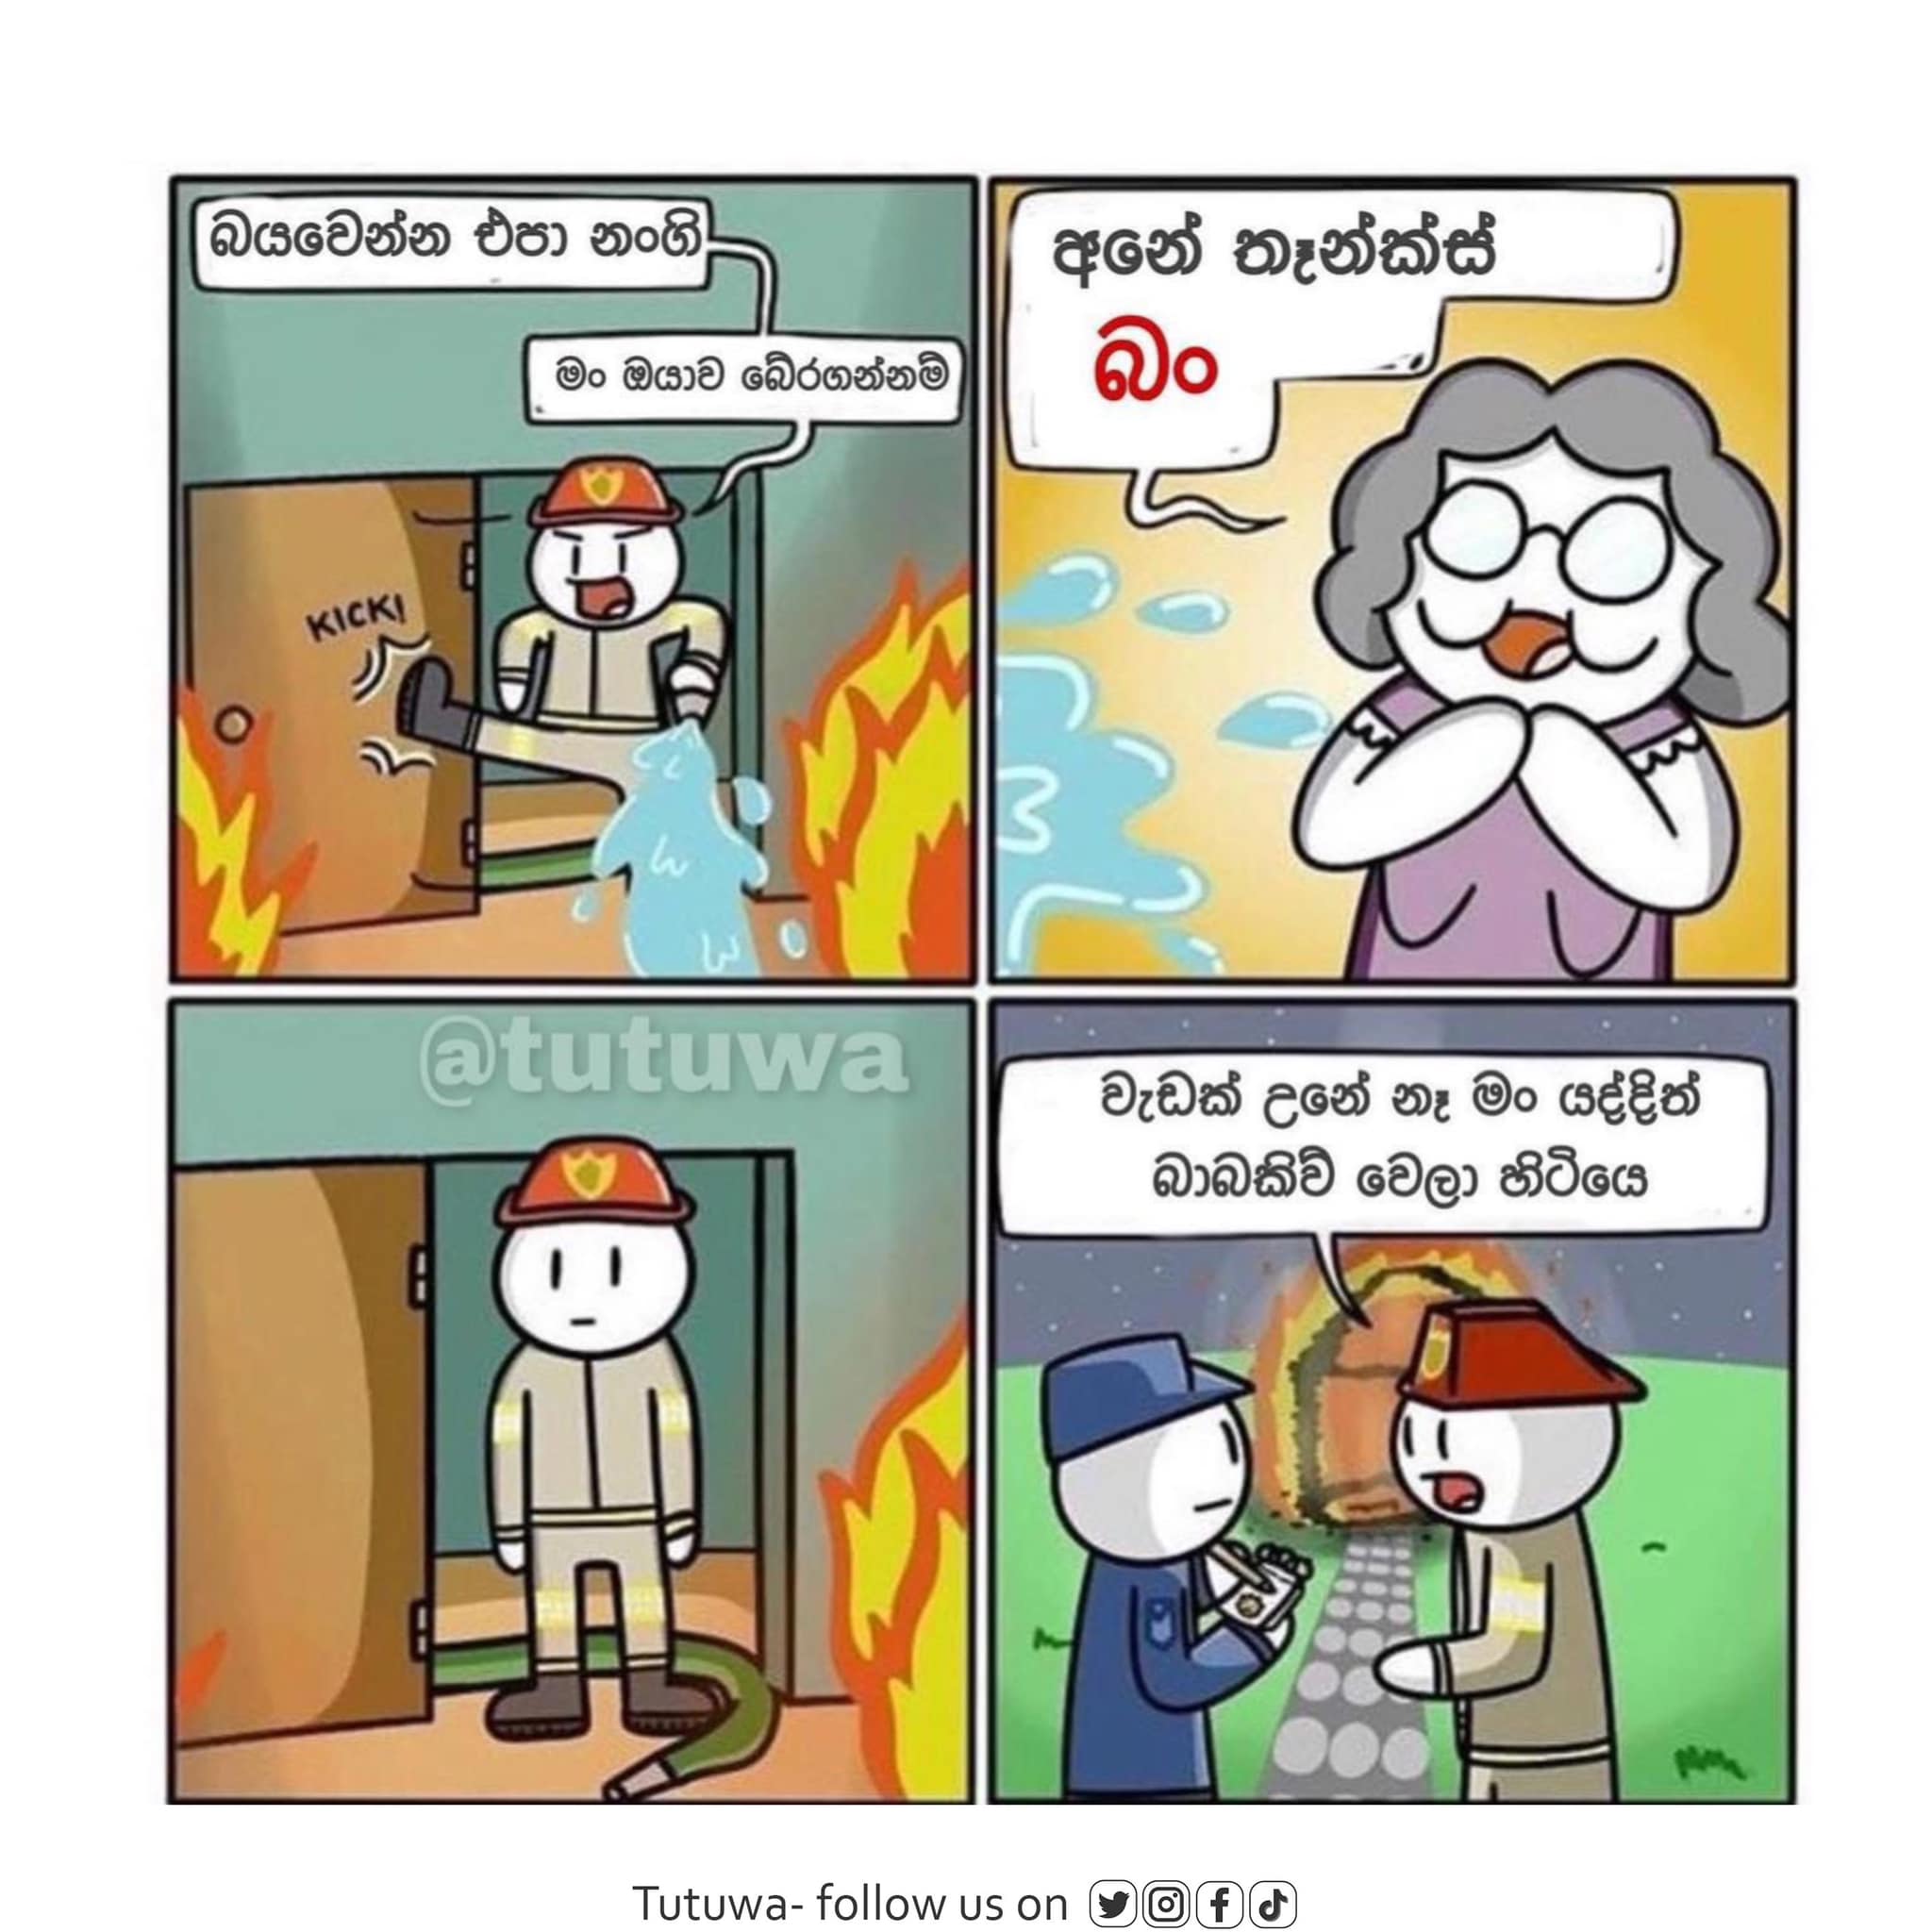 බයවෙන්න එපා නංගි
මං ඔයාව බේරගන්නම්
KICK!
අනේ තෑන්ක්ස්
බං
@tutuwa
වැඩක් උනේ නෑ මං යද්දිත්
බාබකිව් වෙලා හිටියෙ
Tutuwa- follow us on